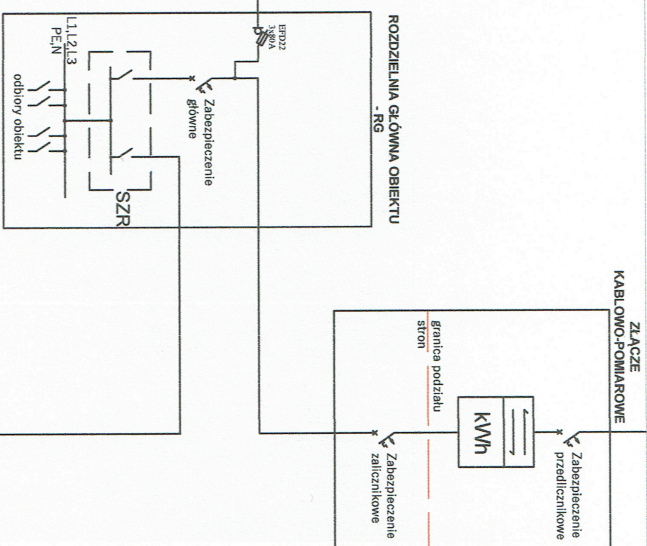 ZŁĄCZE
KABLOWO-POMIAROWE
Zabezpieczenie
przedlicznikowe
kWh
granica podziału
stron
Zabezpieczenie
zalicznikowe
ROZDZIELNIA GŁÓWNA OBIEKTU
- RG
EFD22
3x80A
Zabezpieczenie
główne
SZR
L1,L2,L3
PE,N
odbiory obiektu